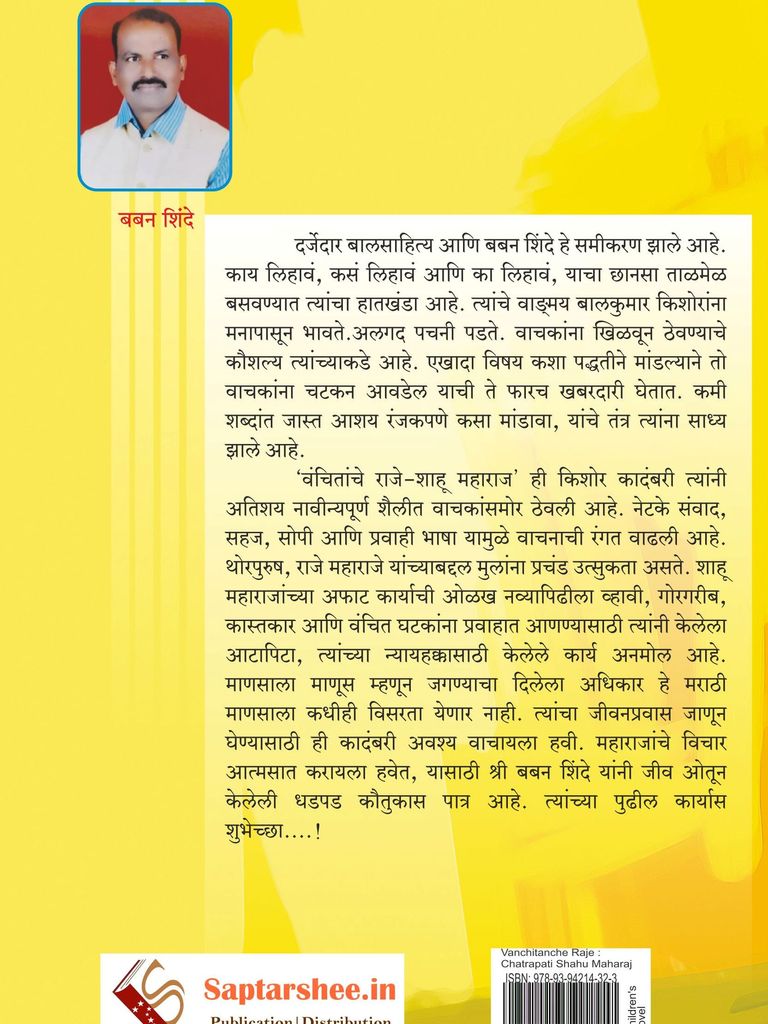 बबन शिंदे
दर्जेदार बालसाहित्य आणि बबन शिंदे हे समीकरण झाले आहे.
काय लिहावं, कसं लिहावं आणि का लिहावं, याचा छानसा ताळमेळ
बसवण्यात त्यांचा हातखंडा आहे. त्यांचे वाङ्मय बालकुमार किशोरांना
मनापासून भावते.अलगद पचनी पडते. वाचकांना खिळवून ठेवण्याचे
कौशल्य त्यांच्याकडे आहे. एखादा विषय कशा पद्धतीने मांडल्याने तो
वाचकांना चटकन आवडेल याची ते फारच खबरदारी घेतात. कमी
शब्दांत जास्त आशय रंजकपणे कसा मांडावा, यांचे तंत्र त्यांना साध्य
झाले आहे.
‘वंचितांचे राजे-शाहू महाराज’ ही किशोर कादंबरी त्यांनी
अतिशय नावीन्यपूर्ण शैलीत वाचकांसमोर ठेवली आहे. नेटके संवाद,
सहज, सोपी आणि प्रवाही भाषा यामुळे वाचनाची रंगत वाढली आहे.
थोरपुरुष, राजे महाराजे यांच्याबद्दल मुलांना प्रचंड उत्सुकता असते. शाहू
महाराजांच्या अफाट कार्याची ओळख नव्यापिढीला व्हावी, गोरगरीब,
कास्तकार आणि वंचित घटकांना प्रवाहात आणण्यासाठी त्यांनी केलेला
आटापिटा, त्यांच्या न्यायहक्कासाठी केलेले कार्य अनमोल आहे.
माणसाला माणूस म्हणून जगण्याचा दिलेला अधिकार हे मराठी
माणसाला कधीही विसरता येणार नाही. त्यांचा जीवनप्रवास जाणून
घेण्यासाठी ही कादंबरी अवश्य वाचायला हवी. महाराजांचे विचार
आत्मसात करायला हवेत, यासाठी श्री बबन शिंदे यांनी जीव ओतून
केलेली धडपड कौतुकास पात्र आहे. त्यांच्या पुढील कार्यास
शुभेच्छा....!
Saptarshee.in
Publication|Distribution
Vanchitanche Raje :
Chatrapati Shahu Maharaj
ISBN: 978-93-94214-32-3